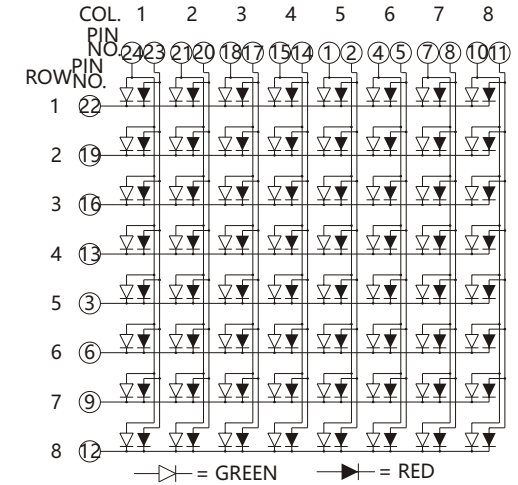 COL. 1 2 3 4 5 6 7 8
PIN NO. 24 23 21 20 18 17 15 14 1 2 4 5 7 8 10 11
ROW PIN NO.
1 22
2 19
3 16
4 13
5 3
6 6
7 9
8 12
= GREEN = RED